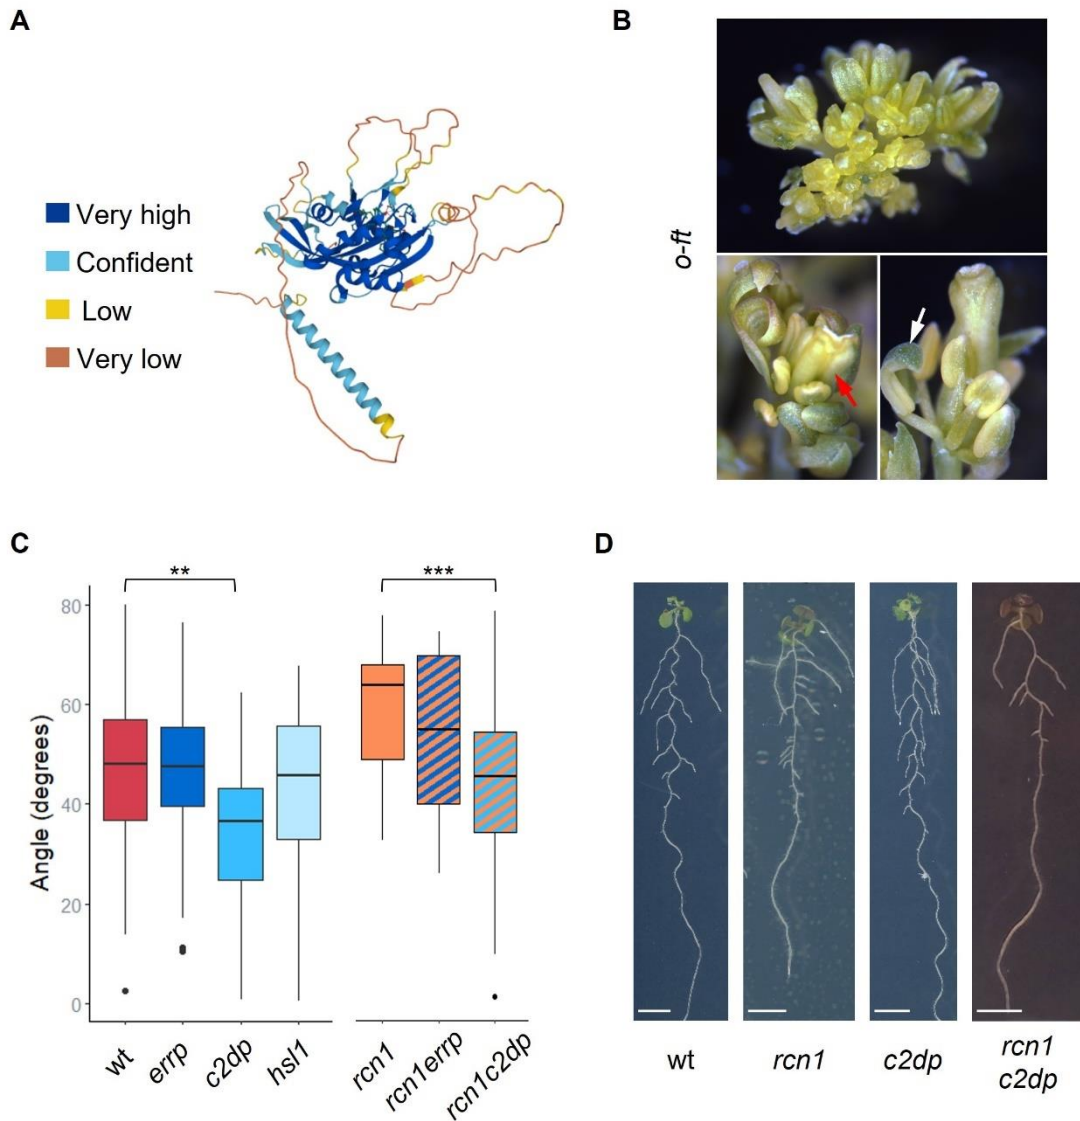 A
Very high
Confident
Low
Very low
B
o-ft
C
**
***
Angle (degrees)
80
60
40
20
0
wt
errp
c2dp
hsl1
rcn1
rcn1errp
rcn1c2dp
D
wt
rcn1
c2dp
rcn1
c2dp